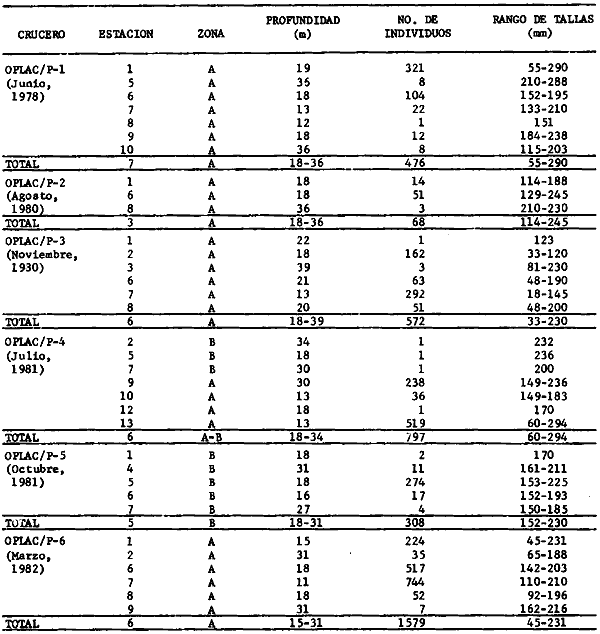 PROFUNDIDAD NO. DE RANGO DE TALLAS
CRUCERO ESTACION ZONA (m) INDIVIDUOS (mm)
OPLAC/P-1 1 A 19 321 55-290
(Junio, 5 A 36 8 210-288
1978) 6 A 18 104 152-195
7 A 13 22 133-210
8 A 12 1 151
9 A 18 12 184-238
10 A 36 8 115-203
TOTAL 7 A 18-36 476 55-290
OPLAC/P-2 1 A 18 14 114-188
(Agosto, 6 A 18 51 129-245
1980) 8 A 36 3 210-230
TOTAL 3 A 18-36 68 114-245
OPLAC/P-3 1 A 22 1 123
(Noviembre, 2 A 18 162 33-120
1930) 3 A 39 3 81-230
6 A 21 63 48-190
7 A 13 292 18-145
8 A 20 51 48-200
TOTAL 6 A 18-39 572 33-230
OPLAC/P-4 2 B 34 1 232
(Julio, 5 B 18 1 236
1981) 7 B 30 1 200
9 A 30 238 149-236
10 A 13 36 149-183
12 A 18 1 170
13 A 13 519 60-294
TOTAL 6 A-B 18-34 797 60-294
OPLAC/P-5 1 B 18 2 170
(Octubre, 4 B 31 11 161-211
1981) 5 B 18 274 153-225
6 B 16 17 152-193
7 B 27 4 150-185
TOTAL 5 B 18-31 308 152-230
OPLAC/P-6 1 A 15 224 45-231
(Marzo, 2 A 31 35 65-188
1982) 6 A 18 517 142-203
7 A 11 744 110-210
8 A 18 52 92-196
9 A 31 7 162-216
TOTAL 6 A 15-31 1579 45-231